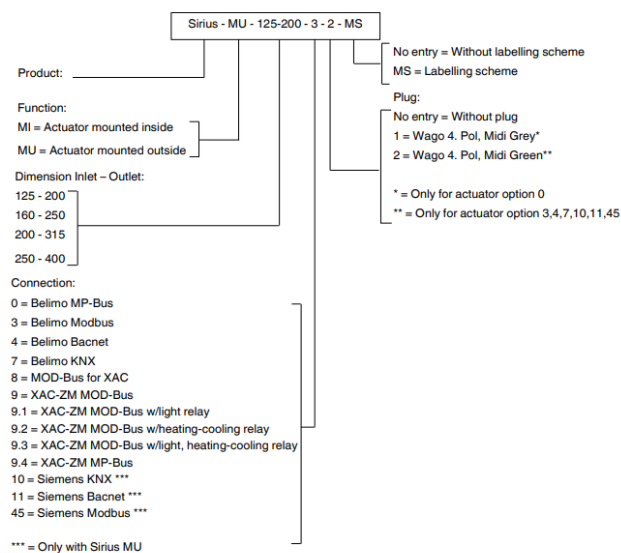 Sirius - MU - 125-200 - 3 - 2 - MS
No entry = Without labelling scheme
MS = Labelling scheme
Product:
Plug:
No entry = Without plug
1 = Wago 4. Pol, Midi Grey*
2 = Wago 4. Pol, Midi Green**
* = Only for actuator option 0
** = Only for actuator option 3,4,7,10,11,45
Function:
MI = Actuator mounted inside
MU = Actuator mounted outside
Dimension Inlet – Outlet:
125 - 200
160 - 250
200 - 315
250 - 400
Connection:
0 = Belimo MP-Bus
3 = Belimo Modbus
4 = Belimo Bacnet
7 = Belimo KNX
8 = MOD-Bus for XAC
9 = XAC-ZM MOD-Bus
9.1 = XAC-ZM MOD-Bus w/light relay
9.2 = XAC-ZM MOD-Bus w/heating-cooling relay
9.3 = XAC-ZM MOD-Bus w/light, heating-cooling relay
9.4 = XAC-ZM MP-Bus
10 = Siemens KNX ***
11 = Siemens Bacnet ***
45 = Siemens Modbus ***
*** = Only with Sirius MU